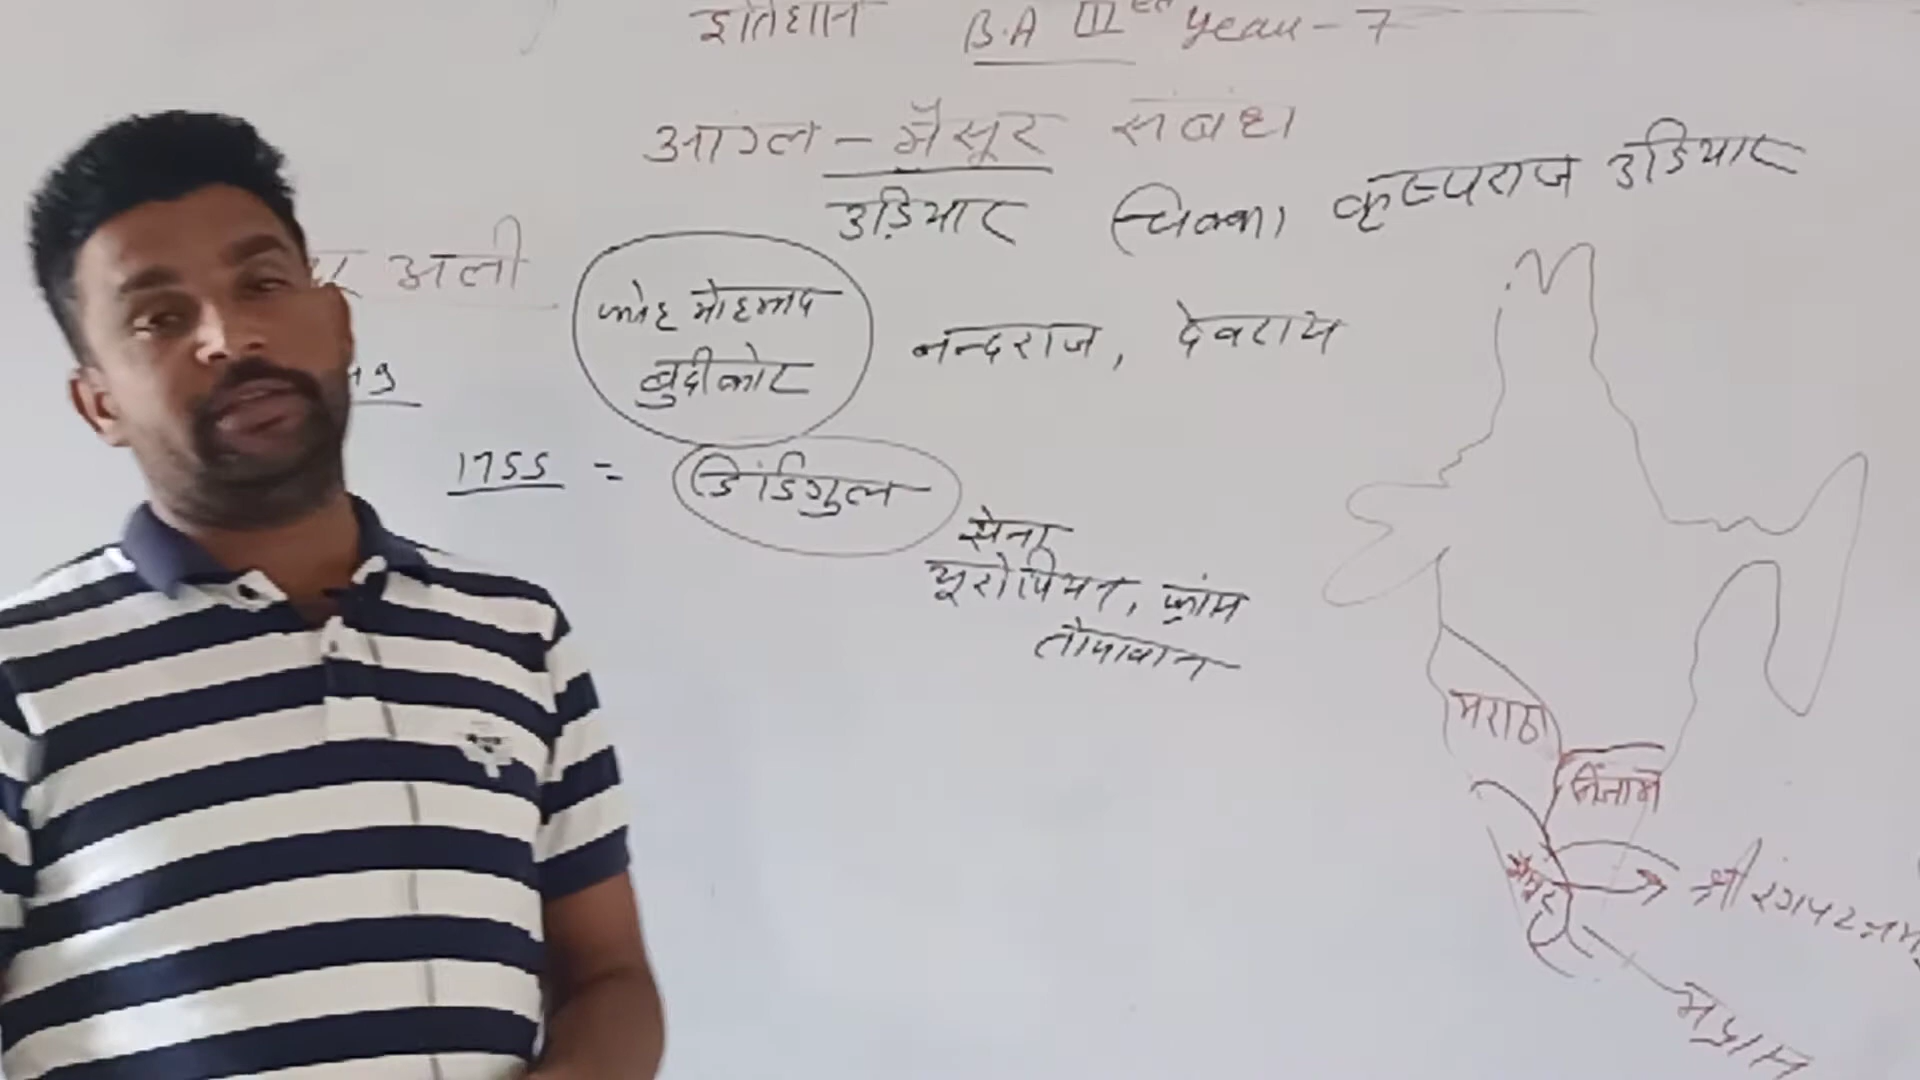 इतिहास B.A III year - 7
आंग्ल - मैसूर संबंध
उड़ियार (चिक्का) कृष्णराज उडियार
अली
फतेह मोहम्मद
बुदीकोट
नन्दराज, देवराय
1755 = डिंडिगुल
सेना
यूरोपियन, फ्रांस
तोपखाना
मराठा
निजाम
मैसूर
श्रीरंगपट्टनम
मद्रास